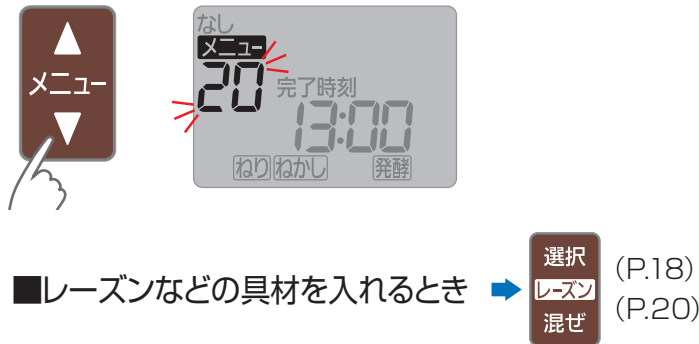 メニュー
なし
メニュー
20
完了時刻
13:00
ねり ねかし 発酵
■レーズンなどの具材を入れるとき
選択
レーズン
混ぜ
(P.18)
(P.20)